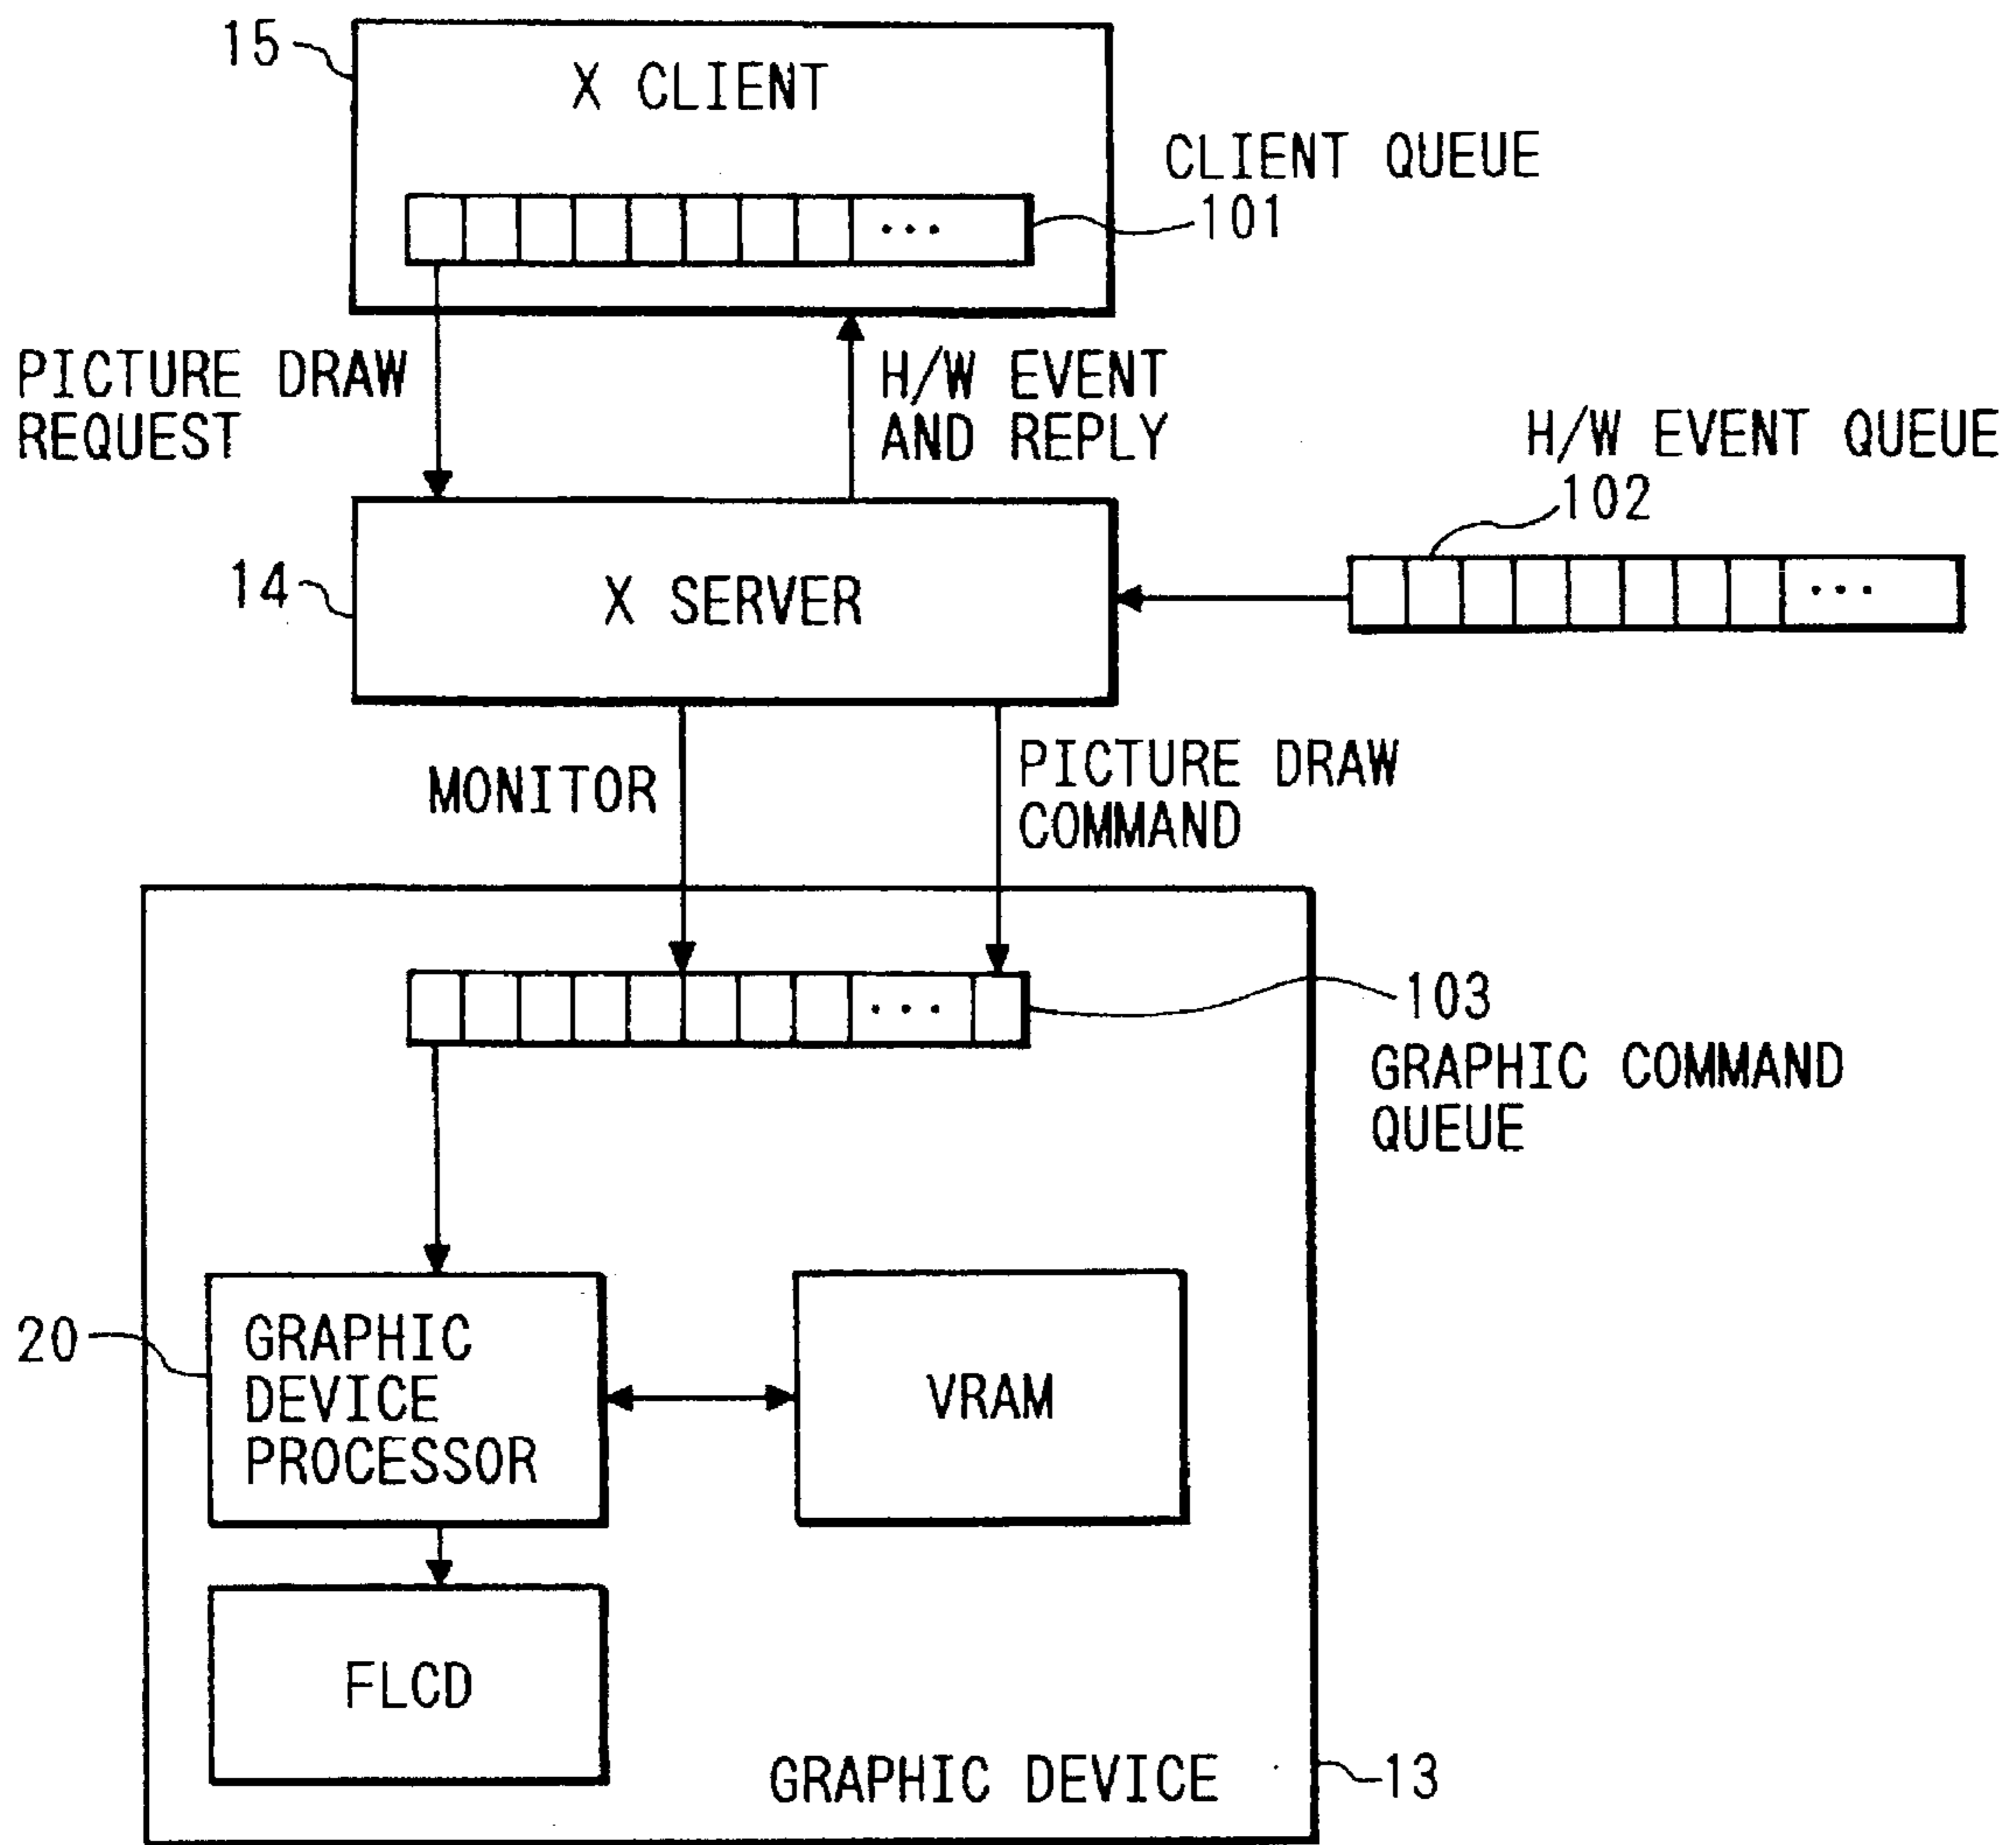 15
X CLIENT
CLIENT QUEUE
101
...
PICTURE DRAW
REQUEST
H/W EVENT
AND REPLY
H/W EVENT QUEUE
102
...
14
X SERVER
MONITOR
PICTURE DRAW
COMMAND
...
103
GRAPHIC COMMAND
QUEUE
20
GRAPHIC
DEVICE
PROCESSOR
VRAM
FLCD
GRAPHIC DEVICE
13